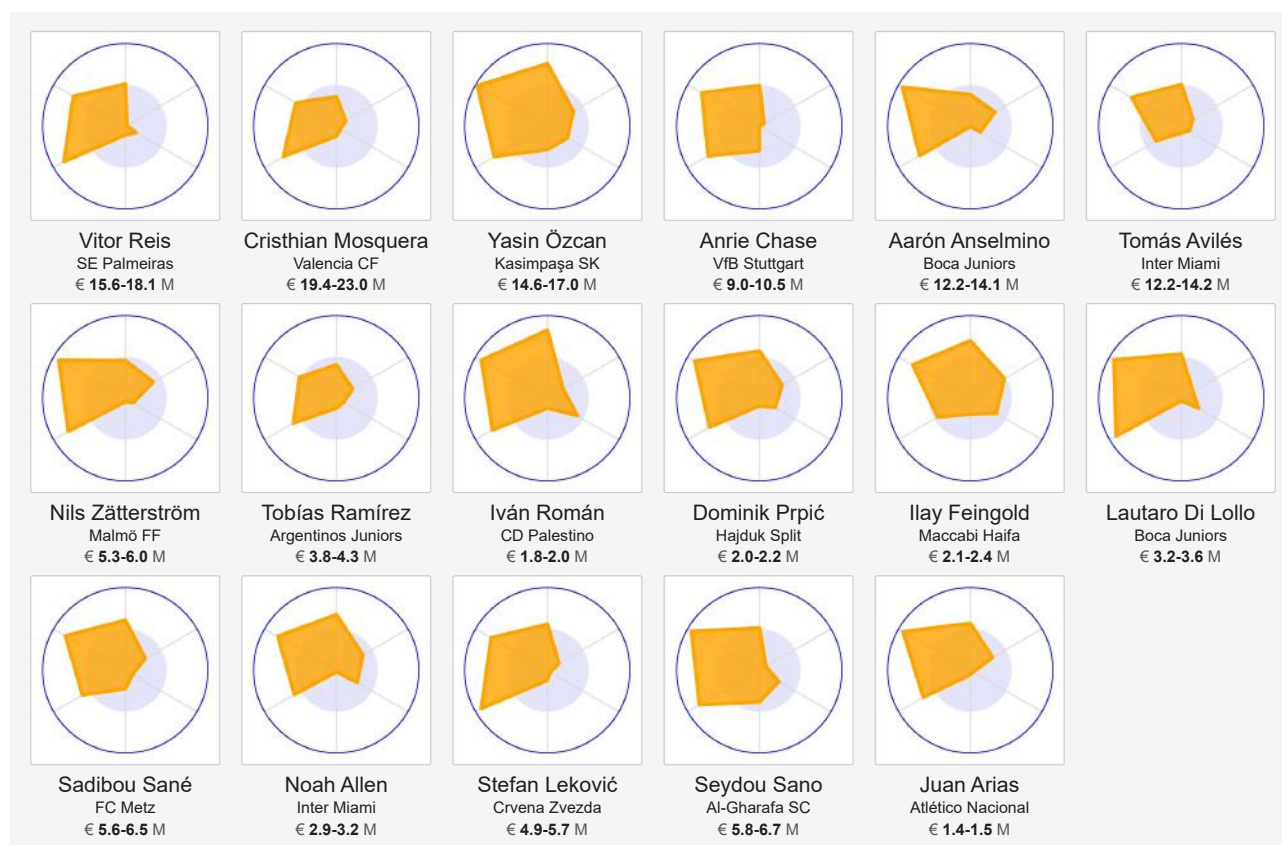 Vitor Reis
SE Palmeiras
€ 15.6-18.1 M
Cristhian Mosquera
Valencia CF
€ 19.4-23.0 M
Yasin Özcan
Kasimpaşa SK
€ 14.6-17.0 M
Anrie Chase
VfB Stuttgart
€ 9.0-10.5 M
Aarón Anselmino
Boca Juniors
€ 12.2-14.1 M
Tomás Avilés
Inter Miami
€ 12.2-14.2 M
Nils Zätterström
Malmö FF
€ 5.3-6.0 M
Tobías Ramírez
Argentinos Juniors
€ 3.8-4.3 M
Iván Román
CD Palestino
€ 1.8-2.0 M
Dominik Prpić
Hajduk Split
€ 2.0-2.2 M
Ilay Feingold
Maccabi Haifa
€ 2.1-2.4 M
Lautaro Di Lollo
Boca Juniors
€ 3.2-3.6 M
Sadibou Sané
FC Metz
€ 5.6-6.5 M
Noah Allen
Inter Miami
€ 2.9-3.2 M
Stefan Leković
Crvena Zvezda
€ 4.9-5.7 M
Seydou Sano
Al-Gharafa SC
€ 5.8-6.7 M
Juan Arias
Atlético Nacional
€ 1.4-1.5 M